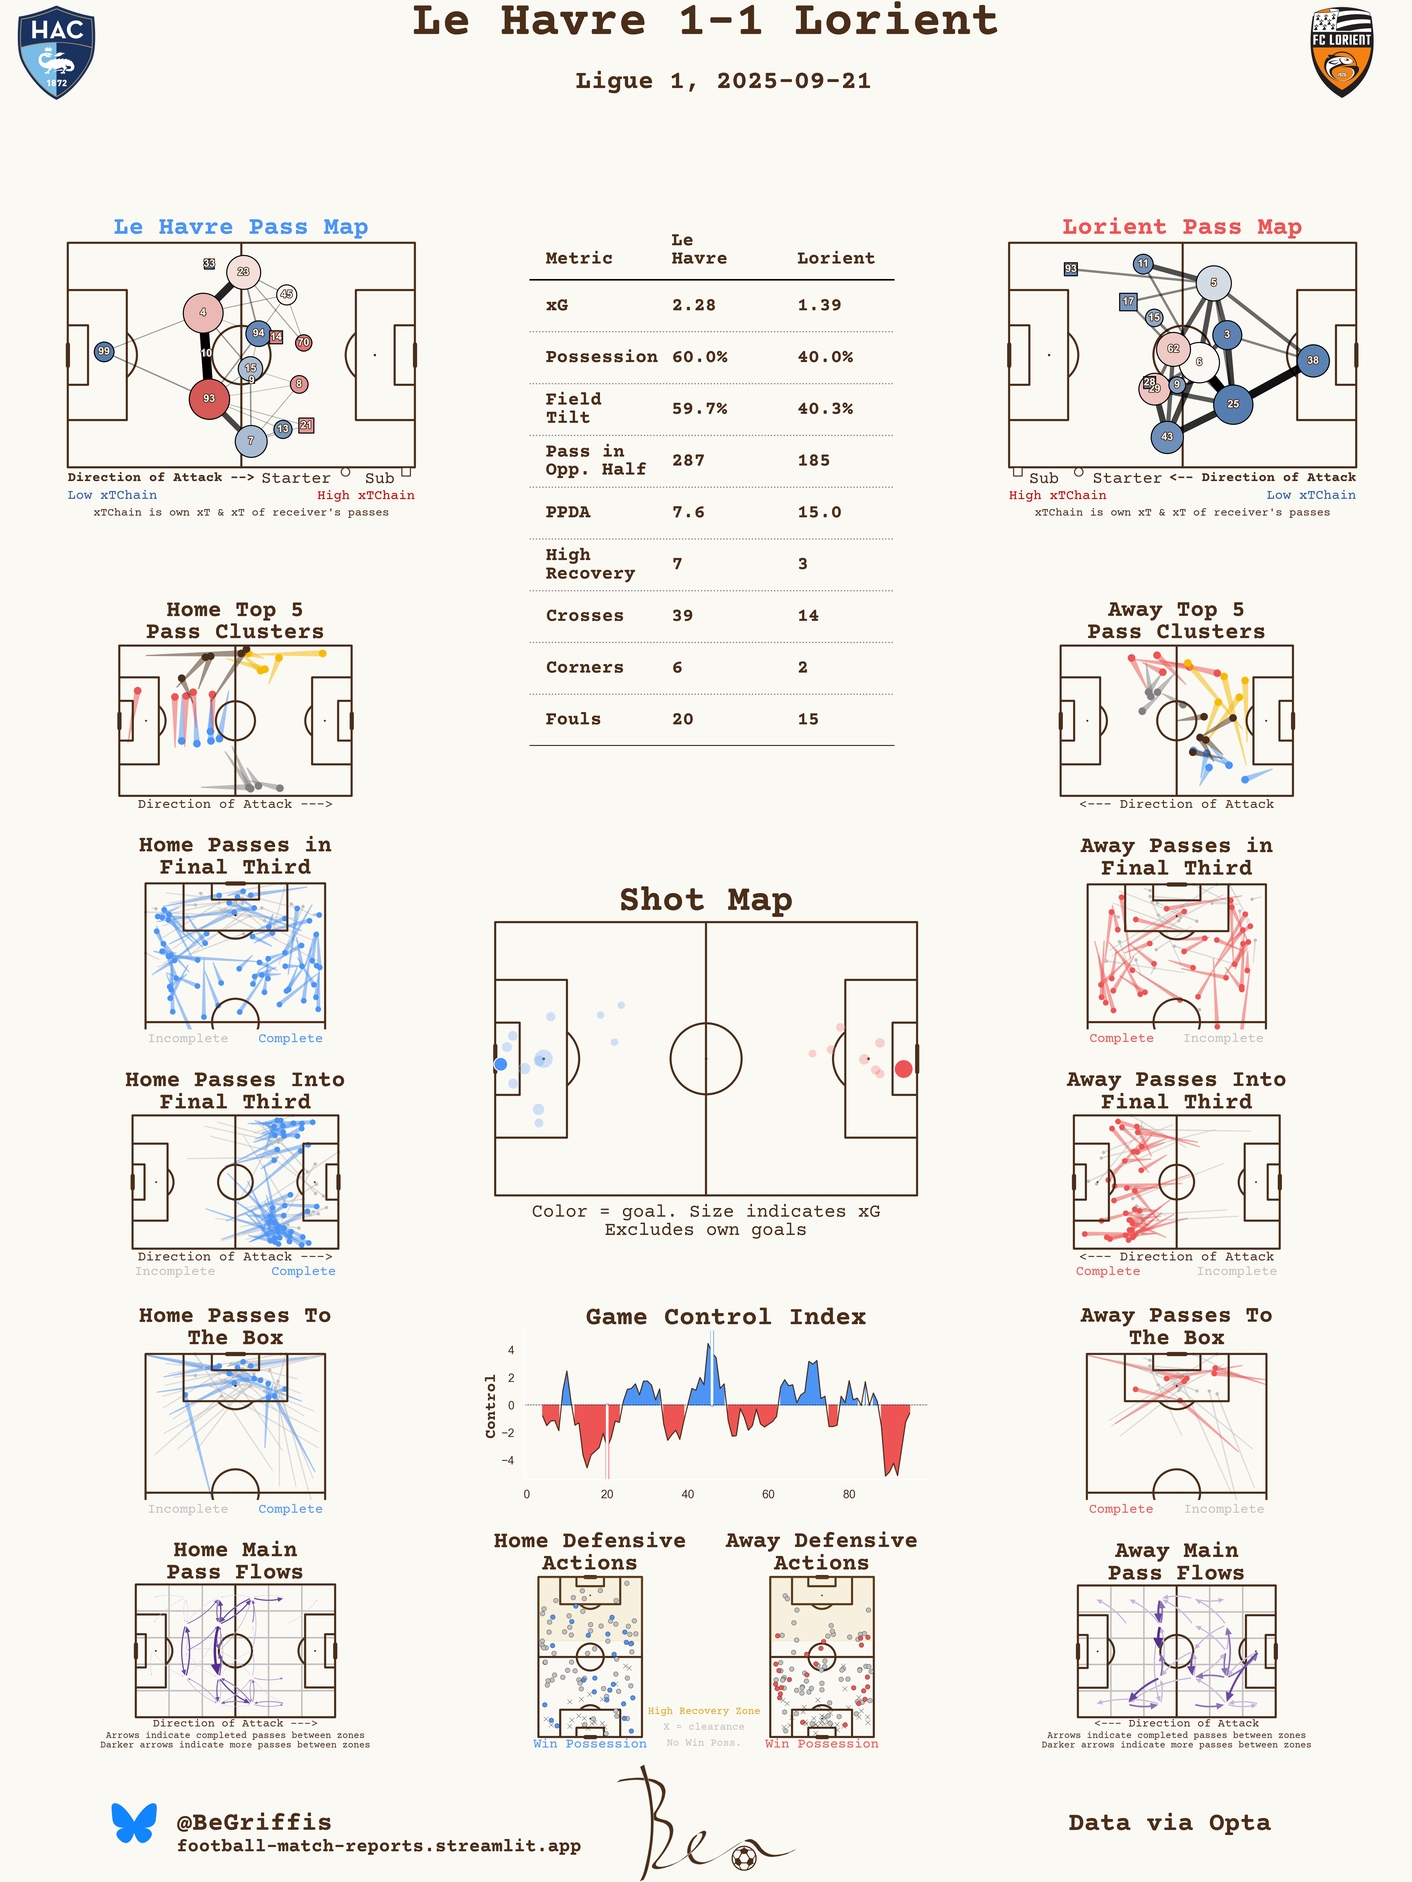 Le Havre 1-1 Lorient
Ligue 1, 2025-09-21
HAC
1872
FC LORIENT
Le Havre Pass Map
33
23
45
4
94
14
70
10
99
15
9
8
93
21
13
7
Direction of Attack --> Starter Sub
Low xTChain High xTChain
xTChain is own xT & xT of receiver's passes
Metric Le Havre Lorient
xG 2.28 1.39
Possession 60.0% 40.0%
Field Tilt 59.7% 40.3%
Pass in Opp. Half 287 185
PPDA 7.6 15.0
High Recovery 7 3
Crosses 39 14
Corners 6 2
Fouls 20 15
Lorient Pass Map
93
11
5
17
15
3
62
6
38
28
29
9
25
43
Sub Starter <-- Direction of Attack
High xTChain Low xTChain
xTChain is own xT & xT of receiver's passes
Home Top 5
Pass Clusters
Direction of Attack --->
Away Top 5
Pass Clusters
<--- Direction of Attack
Home Passes in
Final Third
Incomplete Complete
Away Passes in
Final Third
Complete Incomplete
Shot Map
Color = goal. Size indicates xG
Excludes own goals
Home Passes Into
Final Third
Direction of Attack --->
Incomplete Complete
Away Passes Into
Final Third
<--- Direction of Attack
Complete Incomplete
Home Passes To
The Box
Incomplete Complete
Game Control Index
Control
4
2
0
−2
−4
0 20 40 60 80
Away Passes To
The Box
Complete Incomplete
Home Main
Pass Flows
Direction of Attack --->
Arrows indicate completed passes between zones
Darker arrows indicate more passes between zones
Home Defensive
Actions
Win Possession
Away Defensive
Actions
Win Possession
High Recovery Zone
X = clearance
No Win Poss.
Away Main
Pass Flows
<--- Direction of Attack
Arrows indicate completed passes between zones
Darker arrows indicate more passes between zones
@BeGriffis
football-match-reports.streamlit.app
Ben
Data via Opta